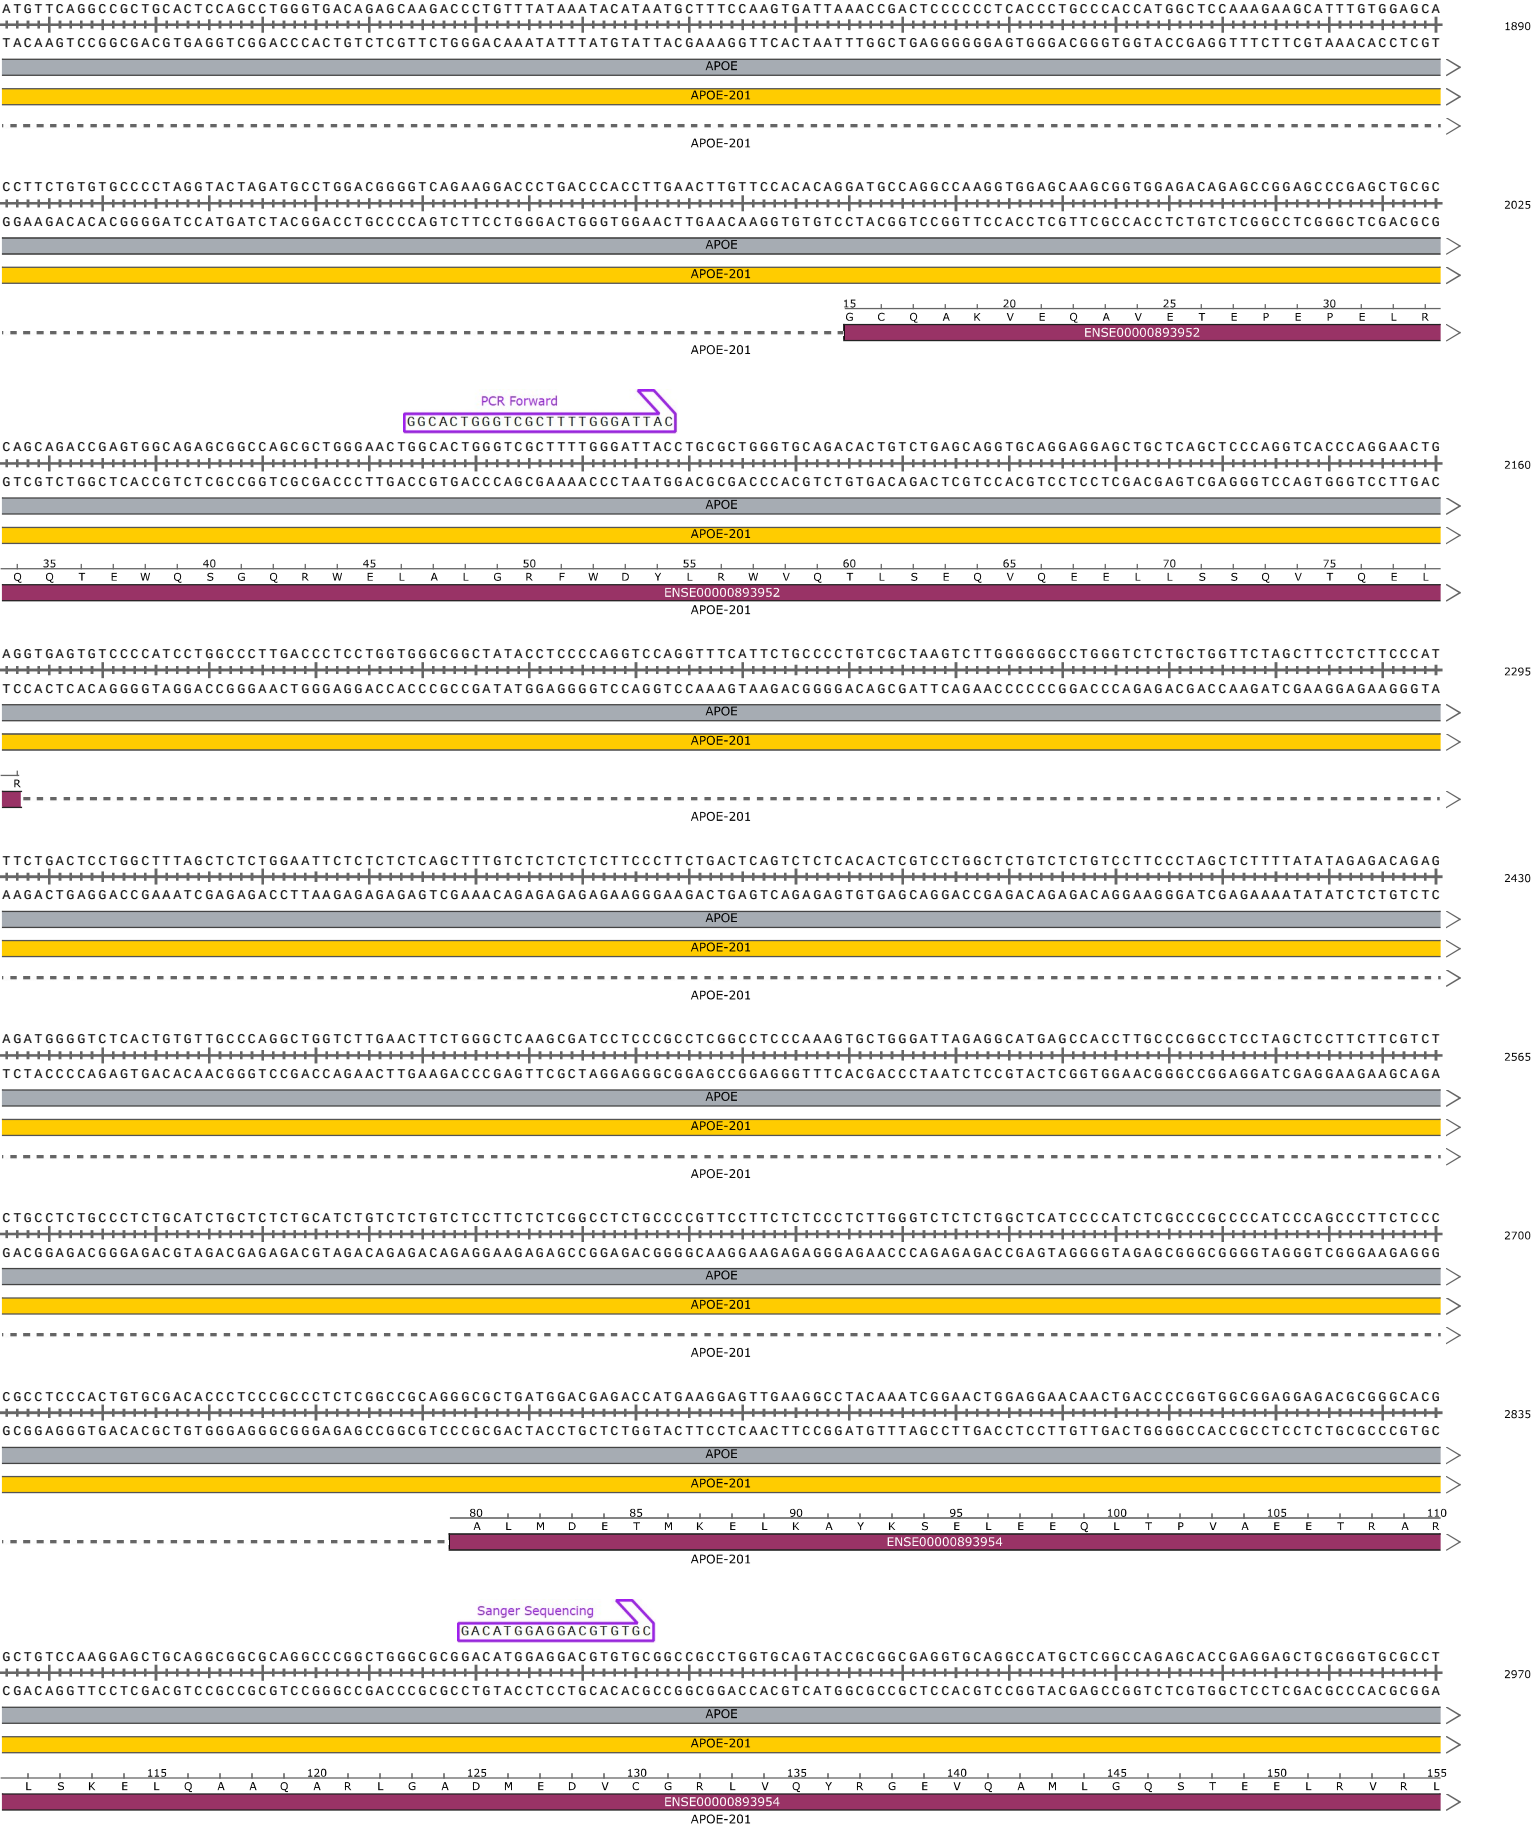 ATGTTCAGGCCGCTGCACTCCAGCCTGGGTGACAGAGCAAGACCCTGTTTATAAATACATAATGCTTTCCAAGTGATTAAACCGACTCCCCCCTCACCCTGCCCACCATGGCTCCAAAGAAGCATTTGTGGAGCA
1890
TACAAGTCCGGCGACGTGAGGTCGGACCCACTGTCTCGTTCTGGGACAAATATTTATGTATTACGAAAGGTTCACTAATTTGGCTGAGGGGGGAGTGGGACGGGTGGTACCGAGGTTTCTTCGTAAACACCTCGT
APOE
APOE-201
APOE-201
CCTTCTGTGTGCCCCTAGGTACTAGATGCCTGGACGGGGTCAGAAGGACCCTGACCCACCTTGAACTTGTTCCACACAGGATGCCAGGCCAAGGTGGAGCAAGCGGTGGAGACAGAGCCGGAGCCCGAGCTGCGC
2025
GGAAGACACACGGGGATCCATGATCTACGGACCTGCCCCAGTCTTCCTGGGACTGGGTGGAACTTGAACAAGGTGTGTCCTACGGTCCGGTTCCACCTCGTTCGCCACCTCTGTCTCGGCCTCGGGCTCGACGCG
APOE
APOE-201
15 20 25 30
G C Q A K V E Q A V E T E P E P E L R
ENSE00000893952
APOE-201
PCR Forward
GGCACTGGGTCGCTTTTGGGATTAC
CAGCAGACCGAGTGGCAGAGCGGCCAGCGCTGGGAACTGGCACTGGGTCGCTTTTGGGATTACCTGCGCTGGGTGCAGACACTGTCTGAGCAGGTGCAGGAGGAGCTGCTCAGCTCCCAGGTCACCCAGGAACTG
2160
GTCGTCTGGCTCACCGTCTCGCCGGTCGCGACCCTTGACCGTGACCCAGCGAAAACCCTAATGGACGCGACCCACGTCTGTGACAGACTCGTCCACGTCCTCCTCGACGAGTCGAGGGTCCAGTGGGTCCTTGAC
APOE
APOE-201
35 40 45 50 55 60 65 70 75
Q Q T E W Q S G Q R W E L A L G R F W D Y L R W V Q T L S E Q V Q E E L L S S Q V T Q E L
ENSE00000893952
APOE-201
AGGTGAGTGTCCCCATCCTGGCCCTTGACCCTCCTGGTGGGCGGCTATACCTCCCCAGGTCCAGGTTTCATTCTGCCCCTGTCGCTAAGTCTTGGGGGGCCTGGGTCTCTGCTGGTTCTAGCTTCCTCTTCCCAT
2295
TCCACTCACAGGGGTAGGACCGGGAACTGGGAGGACCACCCGCCGATATGGAGGGGTCCAGGTCCAAAGTAAGACGGGGACAGCGATTCAGAACCCCCCGGACCCAGAGACGACCAAGATCGAAGGAGAAGGGTA
APOE
APOE-201
R
APOE-201
TTCTGACTCCTGGCTTTAGCTCTCTGGAATTCTCTCTCTCAGCTTTGTCTCTCTCTCTTCCCTTCTGACTCAGTCTCTCACACTCGTCCTGGCTCTGTCTCTGTCCTTCCCTAGCTCTTTTATATAGAGACAGAG
2430
AAGACTGAGGACCGAAATCGAGAGACCTTAAGAGAGAGAGTCGAAACAGAGAGAGAGAAGGGAAGACTGAGTCAGAGAGTGTGAGCAGGACCGAGACAGAGACAGGAAGGGATCGAGAAAATATATCTCTGTCTC
APOE
APOE-201
APOE-201
AGATGGGGTCTCACTGTGTTGCCCAGGCTGGTCTTGAACTTCTGGGCTCAAGCGATCCTCCCGCCTCGGCCTCCCAAAGTGCTGGGATTAGAGGCATGAGCCACCTTGCCCGGCCTCCTAGCTCCTTCTTCGTCT
2565
TCTACCCCAGAGTGACACAACGGGTCCGACCAGAACTTGAAGACCCGAGTTCGCTAGGAGGGCGGAGCCGGAGGGTTTCACGACCCTAATCTCCGTACTCGGTGGAACGGGCCGGAGGATCGAGGAAGAAGCAGA
APOE
APOE-201
APOE-201
CTGCCTCTGCCCTCTGCATCTGCTCTCTGCATCTGTCTCTGTCTCCTTCTCTCGGCCTCTGCCCCGTTCCTTCTCTCCCTCTTGGGTCTCTCTGGCTCATCCCCATCTCGCCCGCCCCATCCCAGCCCTTCTCCC
2700
GACGGAGACGGGAGACGTAGACGAGAGACGTAGACAGAGACAGAGGAAGAGAGCCGGAGACGGGGCAAGGAAGAGAGGGAGAACCCAGAGAGACCGAGTAGGGGTAGAGCGGGCGGGGTAGGGTCGGGAAGAGGG
APOE
APOE-201
APOE-201
CGCCTCCCACTGTGCGACACCCTCCCGCCCTCTCGGCCGCAGGGCGCTGATGGACGAGACCATGAAGGAGTTGAAGGCCTACAAATCGGAACTGGAGGAACAACTGACCCCGGTGGCGGAGGAGACGCGGGCACG
2835
GCGGAGGGTGACACGCTGTGGGAGGGCGGGAGAGCCGGCGTCCCGCGACTACCTGCTCTGGTACTTCCTCAACTTCCGGATGTTTAGCCTTGACCTCCTTGTTGACTGGGGCCACCGCCTCCTCTGCGCCCGTGC
APOE
APOE-201
80 85 90 95 100 105 110
A L M D E T M K E L K A Y K S E L E E Q L T P V A E E T R A R
ENSE00000893954
APOE-201
Sanger Sequencing
GACATGGAGGACGTGTGC
GCTGTCCAAGGAGCTGCAGGCGGCGCAGGCCCGGCTGGGCGCGGACATGGAGGACGTGTGCGGCCGCCTGGTGCAGTACCGCGGCGAGGTGCAGGCCATGCTCGGCCAGAGCACCGAGGAGCTGCGGGTGCGCCT
2970
CGACAGGTTCCTCGACGTCCGCCGCGTCCGGGCCGACCCGCGCCTGTACCTCCTGCACACGCCGGCGGACCACGTCATGGCGCCGCTCCACGTCCGGTACGAGCCGGTCTCGTGGCTCCTCGACGCCCACGCGGA
APOE
APOE-201
115 120 125 130 135 140 145 150 155
L S K E L Q A A Q A R L G A D M E D V C G R L V Q Y R G E V Q A M L G Q S T E E L R V R L
ENSE00000893954
APOE-201